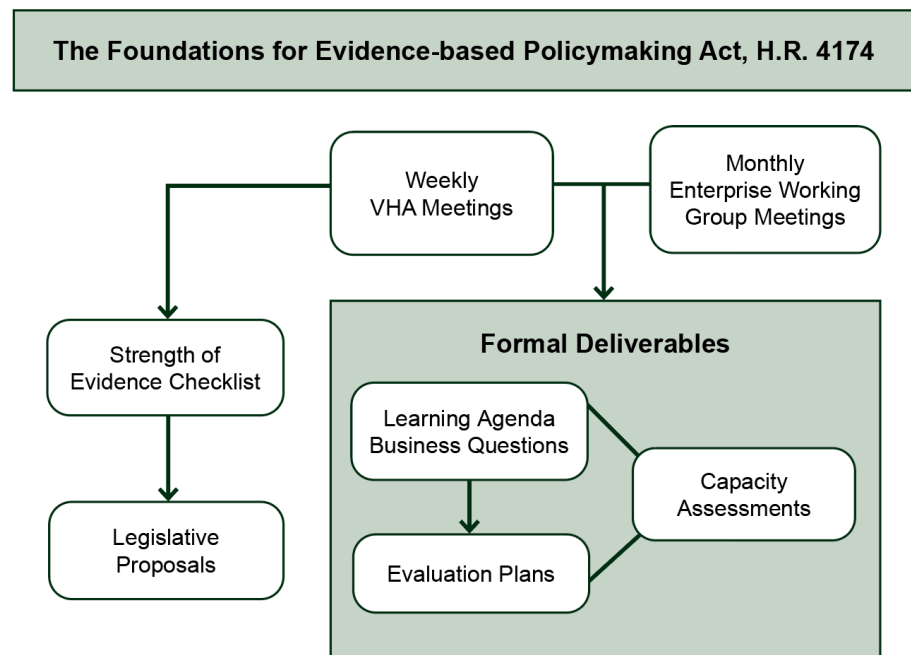 The Foundations for Evidence-based Policymaking Act, H.R. 4174
Weekly
VHA Meetings
Monthly
Enterprise Working
Group Meetings
Strength of
Evidence Checklist
Legislative
Proposals
Formal Deliverables
Learning Agenda
Business Questions
Evaluation Plans
Capacity
Assessments